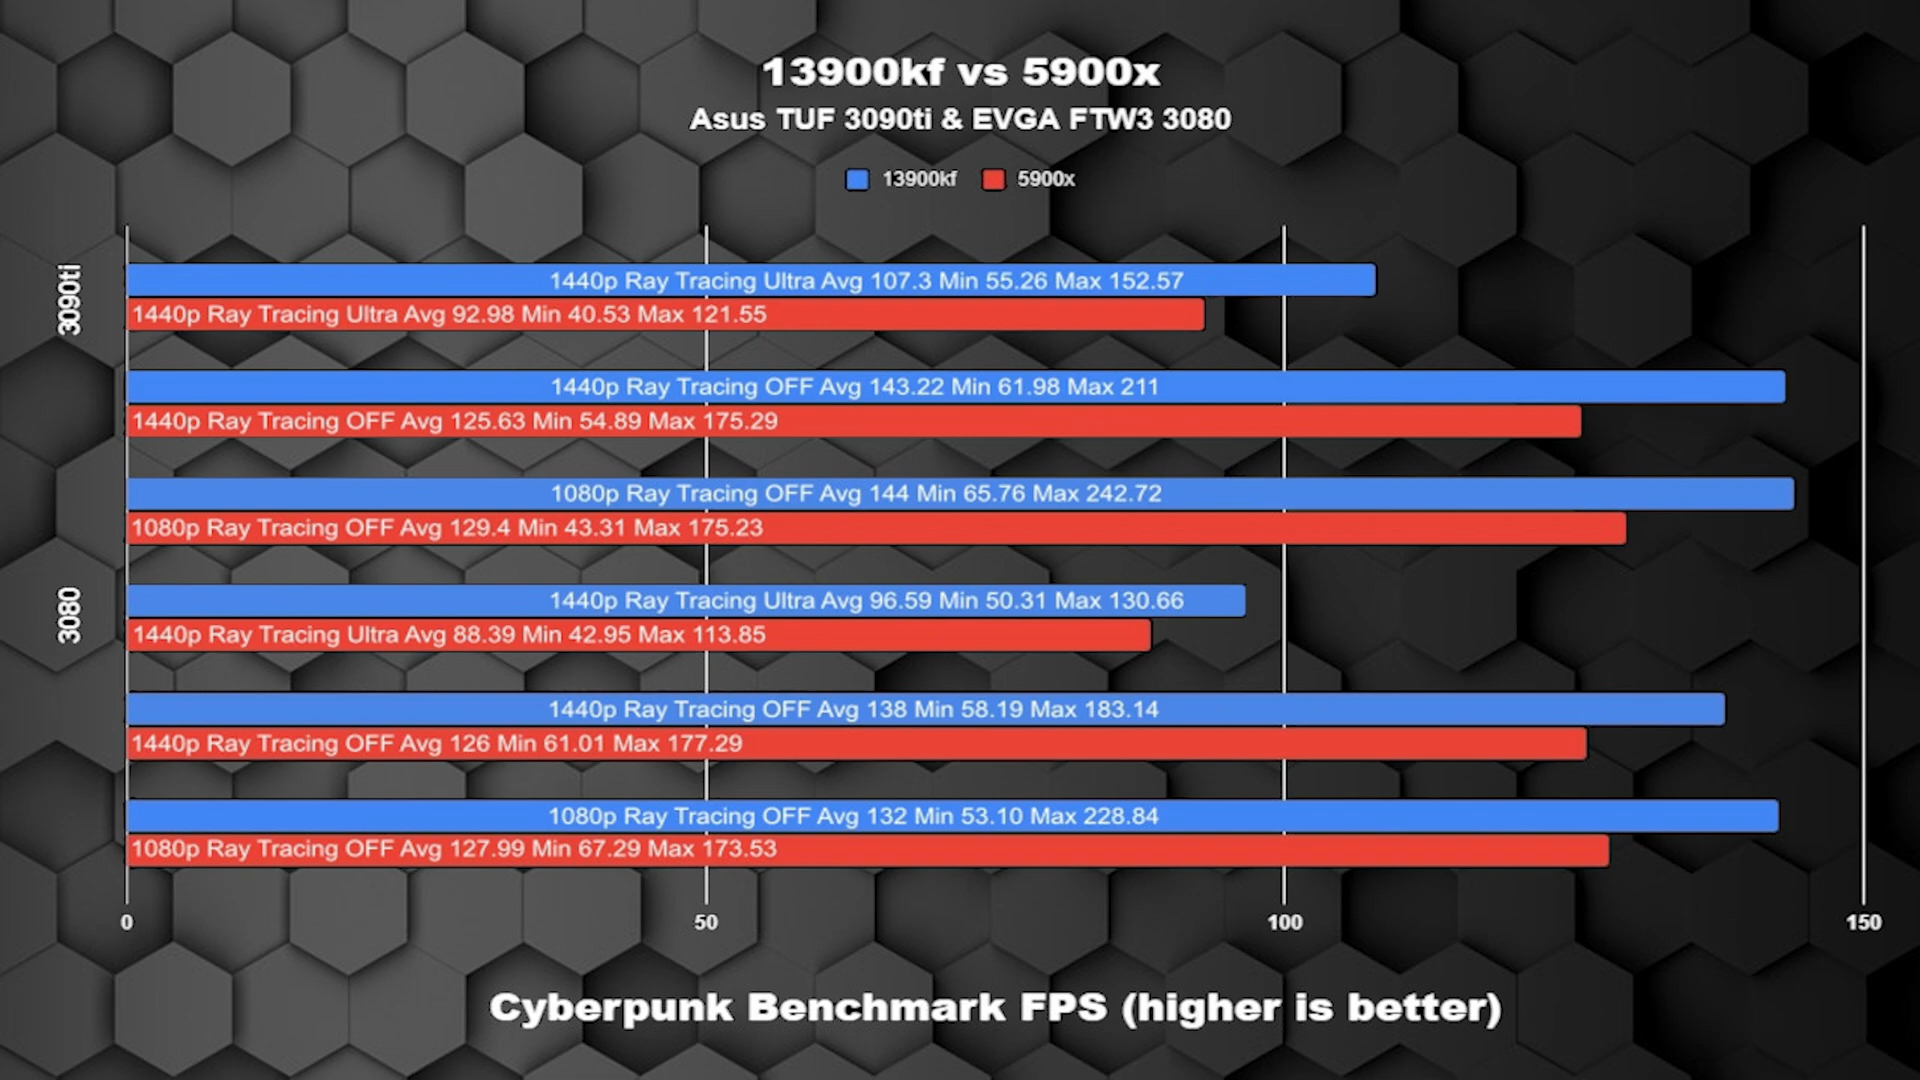 13900kf vs 5900x
Asus TUF 3090ti & EVGA FTW3 3080
13900kf 5900x
3090ti
1440p Ray Tracing Ultra Avg 107.3 Min 55.26 Max 152.57
1440p Ray Tracing Ultra Avg 92.98 Min 40.53 Max 121.55
1440p Ray Tracing OFF Avg 143.22 Min 61.98 Max 211
1440p Ray Tracing OFF Avg 125.63 Min 54.89 Max 175.29
1080p Ray Tracing OFF Avg 144 Min 65.76 Max 242.72
1080p Ray Tracing OFF Avg 129.4 Min 43.31 Max 175.23
3080
1440p Ray Tracing Ultra Avg 96.59 Min 50.31 Max 130.66
1440p Ray Tracing Ultra Avg 88.39 Min 42.95 Max 113.85
1440p Ray Tracing OFF Avg 138 Min 58.19 Max 183.14
1440p Ray Tracing OFF Avg 126 Min 61.01 Max 177.29
1080p Ray Tracing OFF Avg 132 Min 53.10 Max 228.84
1080p Ray Tracing OFF Avg 127.99 Min 67.29 Max 173.53
0 50 100 150
Cyberpunk Benchmark FPS (higher is better)